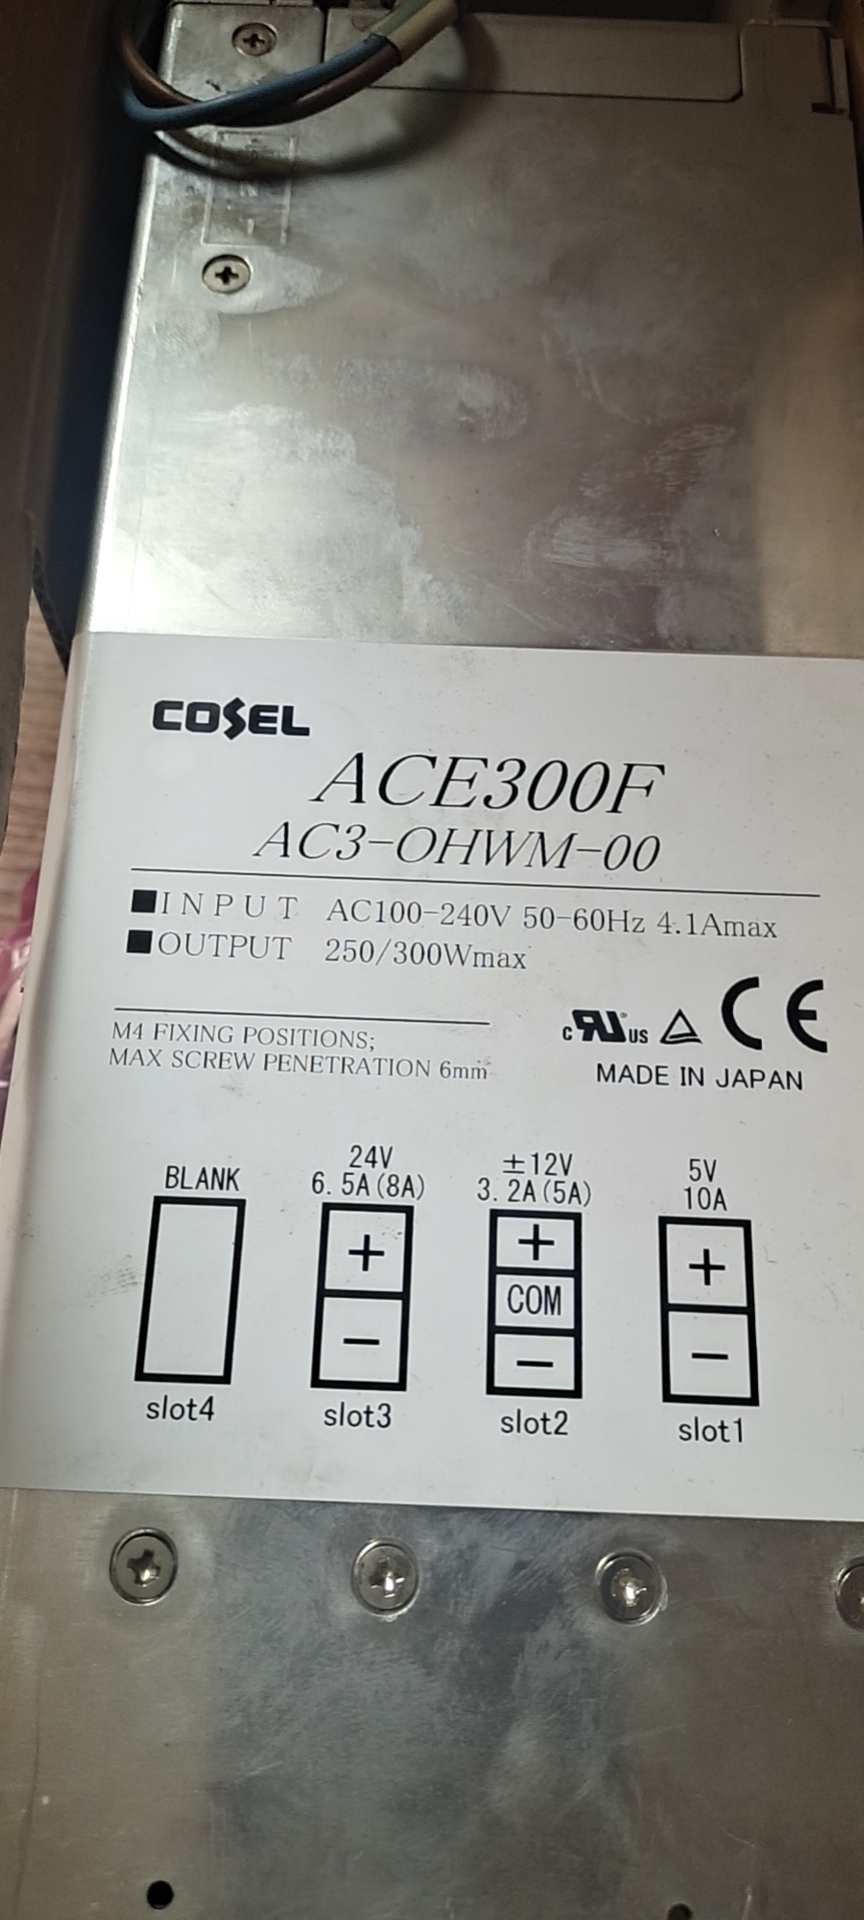 COSEL
ACE300F
AC3-OHWM-00
■INPUT AC100-240V 50-60Hz 4.1Amax
■OUTPUT 250/300Wmax
M4 FIXING POSITIONS;
MAX SCREW PENETRATION 6mm
c RU us CE
MADE IN JAPAN
BLANK
slot4
24V
6.5A(8A)
+
−
slot3
±12V
3.2A(5A)
+
COM
−
slot2
5V
10A
+
−
slot1